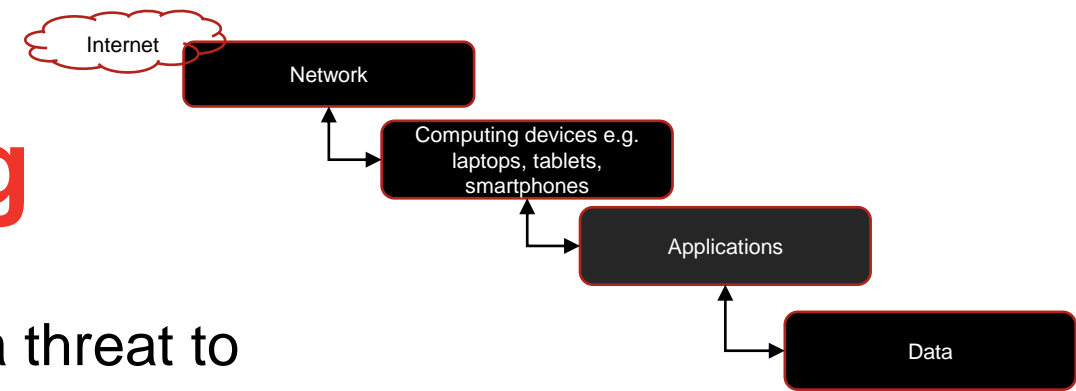 Internet
Network
Computing devices e.g.
laptops, tablets,
smartphones
g
Applications
a threat to
Data